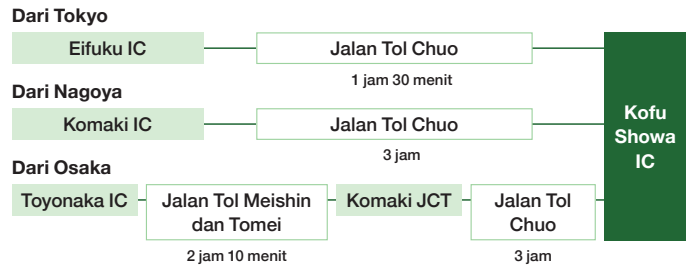 Dari Tokyo
Eifuku IC
Jalan Tol Chuo
1 jam 30 menit
Dari Nagoya
Komaki IC
Jalan Tol Chuo
3 jam
Dari Osaka
Toyonaka IC
Jalan Tol Meishin
dan Tomei
2 jam 10 menit
Komaki JCT
Jalan Tol
Chuo
3 jam
Kofu
Showa
IC